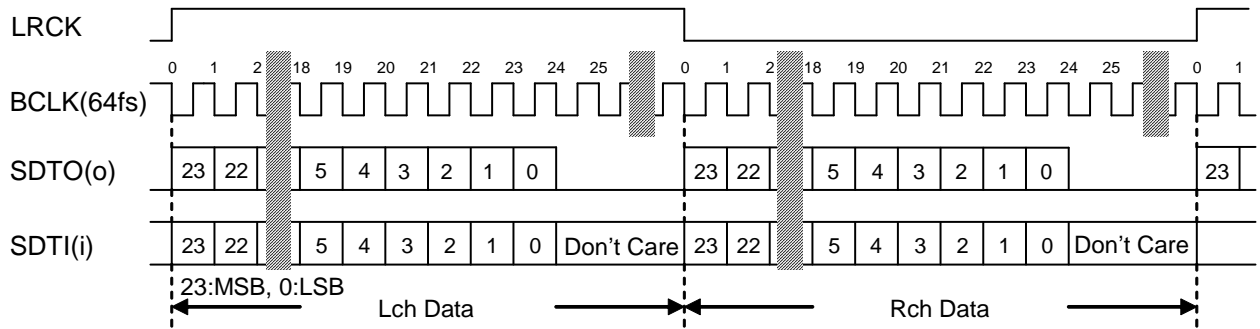 LRCK
0 1 2 18 19 20 21 22 23 24 25 0 1 2 18 19 20 21 22 23 24 25 0 1
BCLK(64fs)
SDTO(o) 23 22 5 4 3 2 1 0 23 22 5 4 3 2 1 0 23
SDTI(i) 23 22 5 4 3 2 1 0 Don't Care 23 22 5 4 3 2 1 0 Don't Care
23:MSB, 0:LSB
Lch Data Rch Data